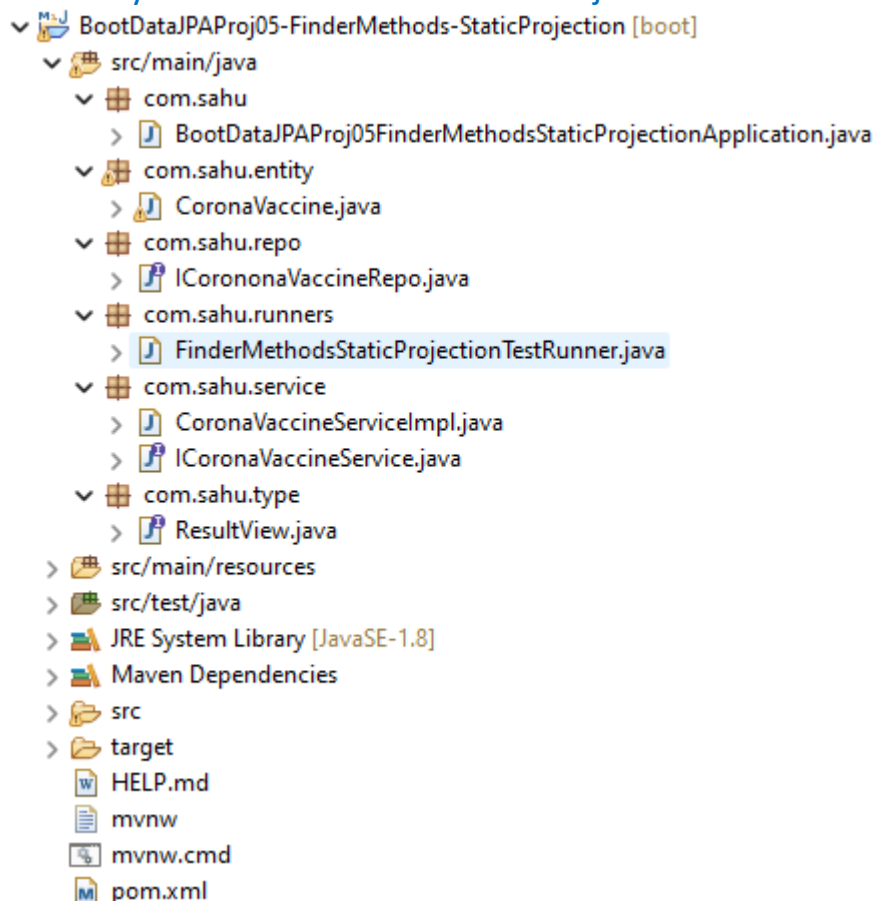 BootDataJPAProj05-FinderMethods-StaticProjection [boot]
src/main/java
com.sahu
BootDataJPAProj05FinderMethodsStaticProjectionApplication.java
com.sahu.entity
CoronaVaccine.java
com.sahu.repo
ICorononaVaccineRepo.java
com.sahu.runners
FinderMethodsStaticProjectionTestRunner.java
com.sahu.service
CoronaVaccineServiceImpl.java
ICoronaVaccineService.java
com.sahu.type
ResultView.java
src/main/resources
src/test/java
JRE System Library [JavaSE-1.8]
Maven Dependencies
src
target
HELP.md
mvnw
mvnw.cmd
pom.xml